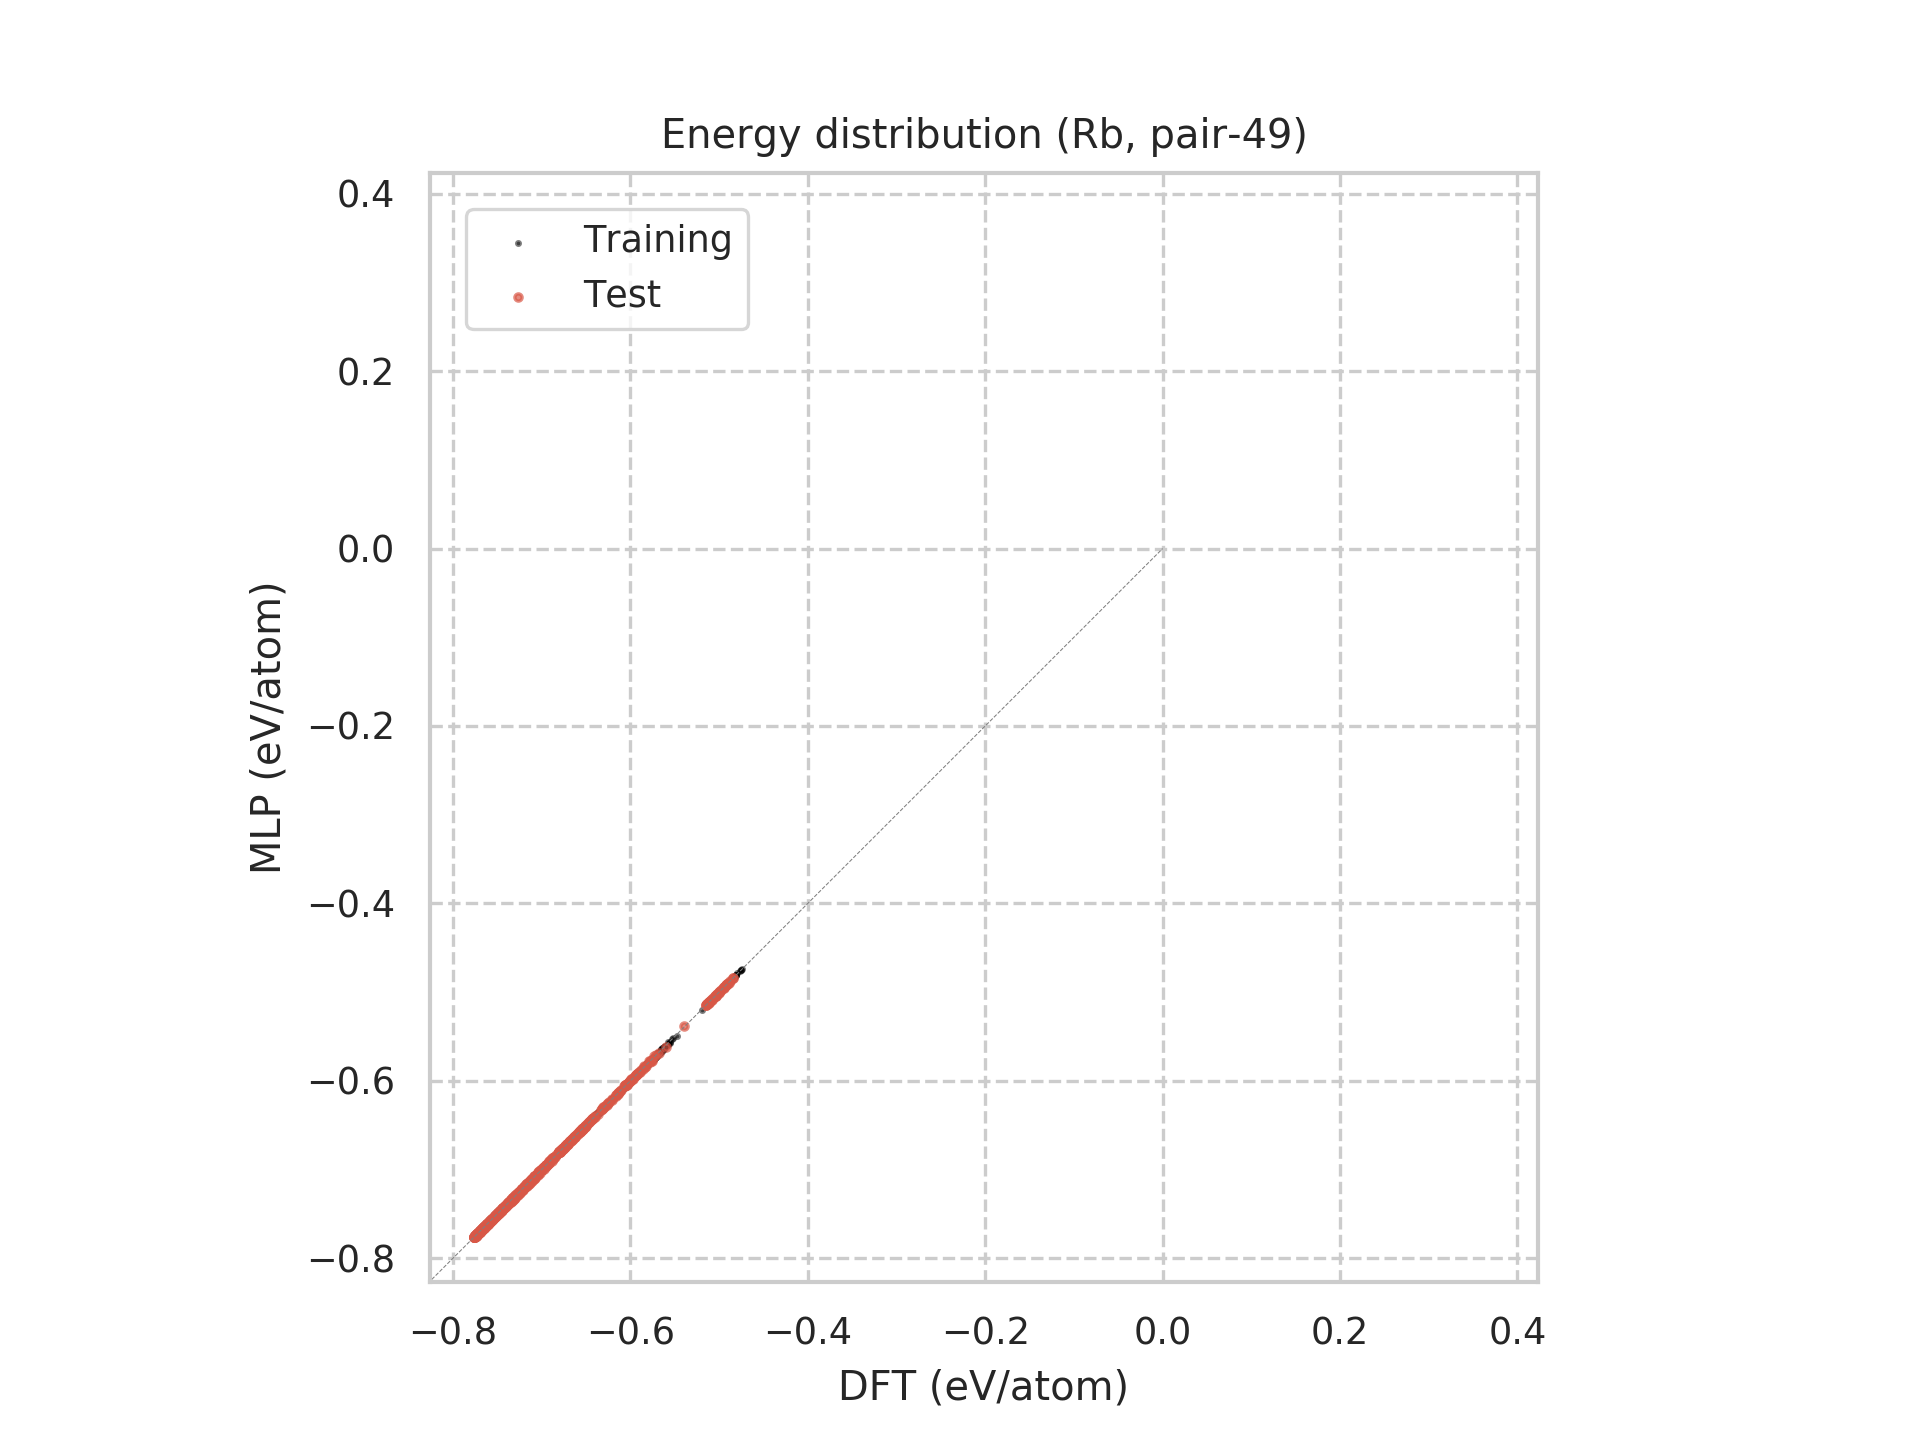 Energy distribution (Rb, pair-49)
0.4
0.2
0.0
−0.2
−0.4
−0.6
−0.8
Training
Test
MLP (eV/atom)
−0.8 −0.6 −0.4 −0.2 0.0 0.2 0.4
DFT (eV/atom)